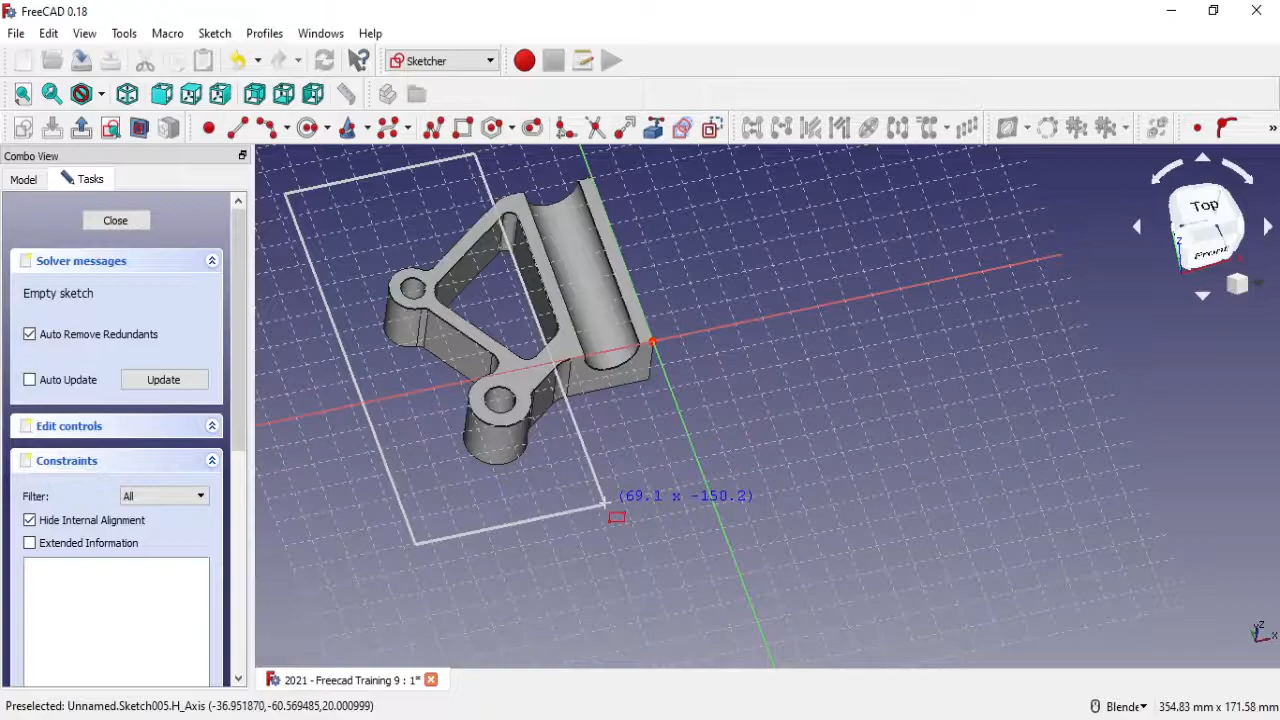 FreeCAD 0.18
File Edit View Tools Macro Sketch Profiles Windows Help
Sketcher
»
Combo View
Model Tasks
Close
Solver messages
Empty sketch
Auto Remove Redundants
Auto Update Update
Edit controls
Constraints
Filter: All
Hide Internal Alignment
Extended Information
Top
Front
Z
(69.1 x -150.2)
2021 - Freecad Training 9 : 1*
Preselected: Unnamed.Sketch005.H_Axis (-36.951870,-60.569485,20.000999)
Blende 354.83 mm x 171.58 mm